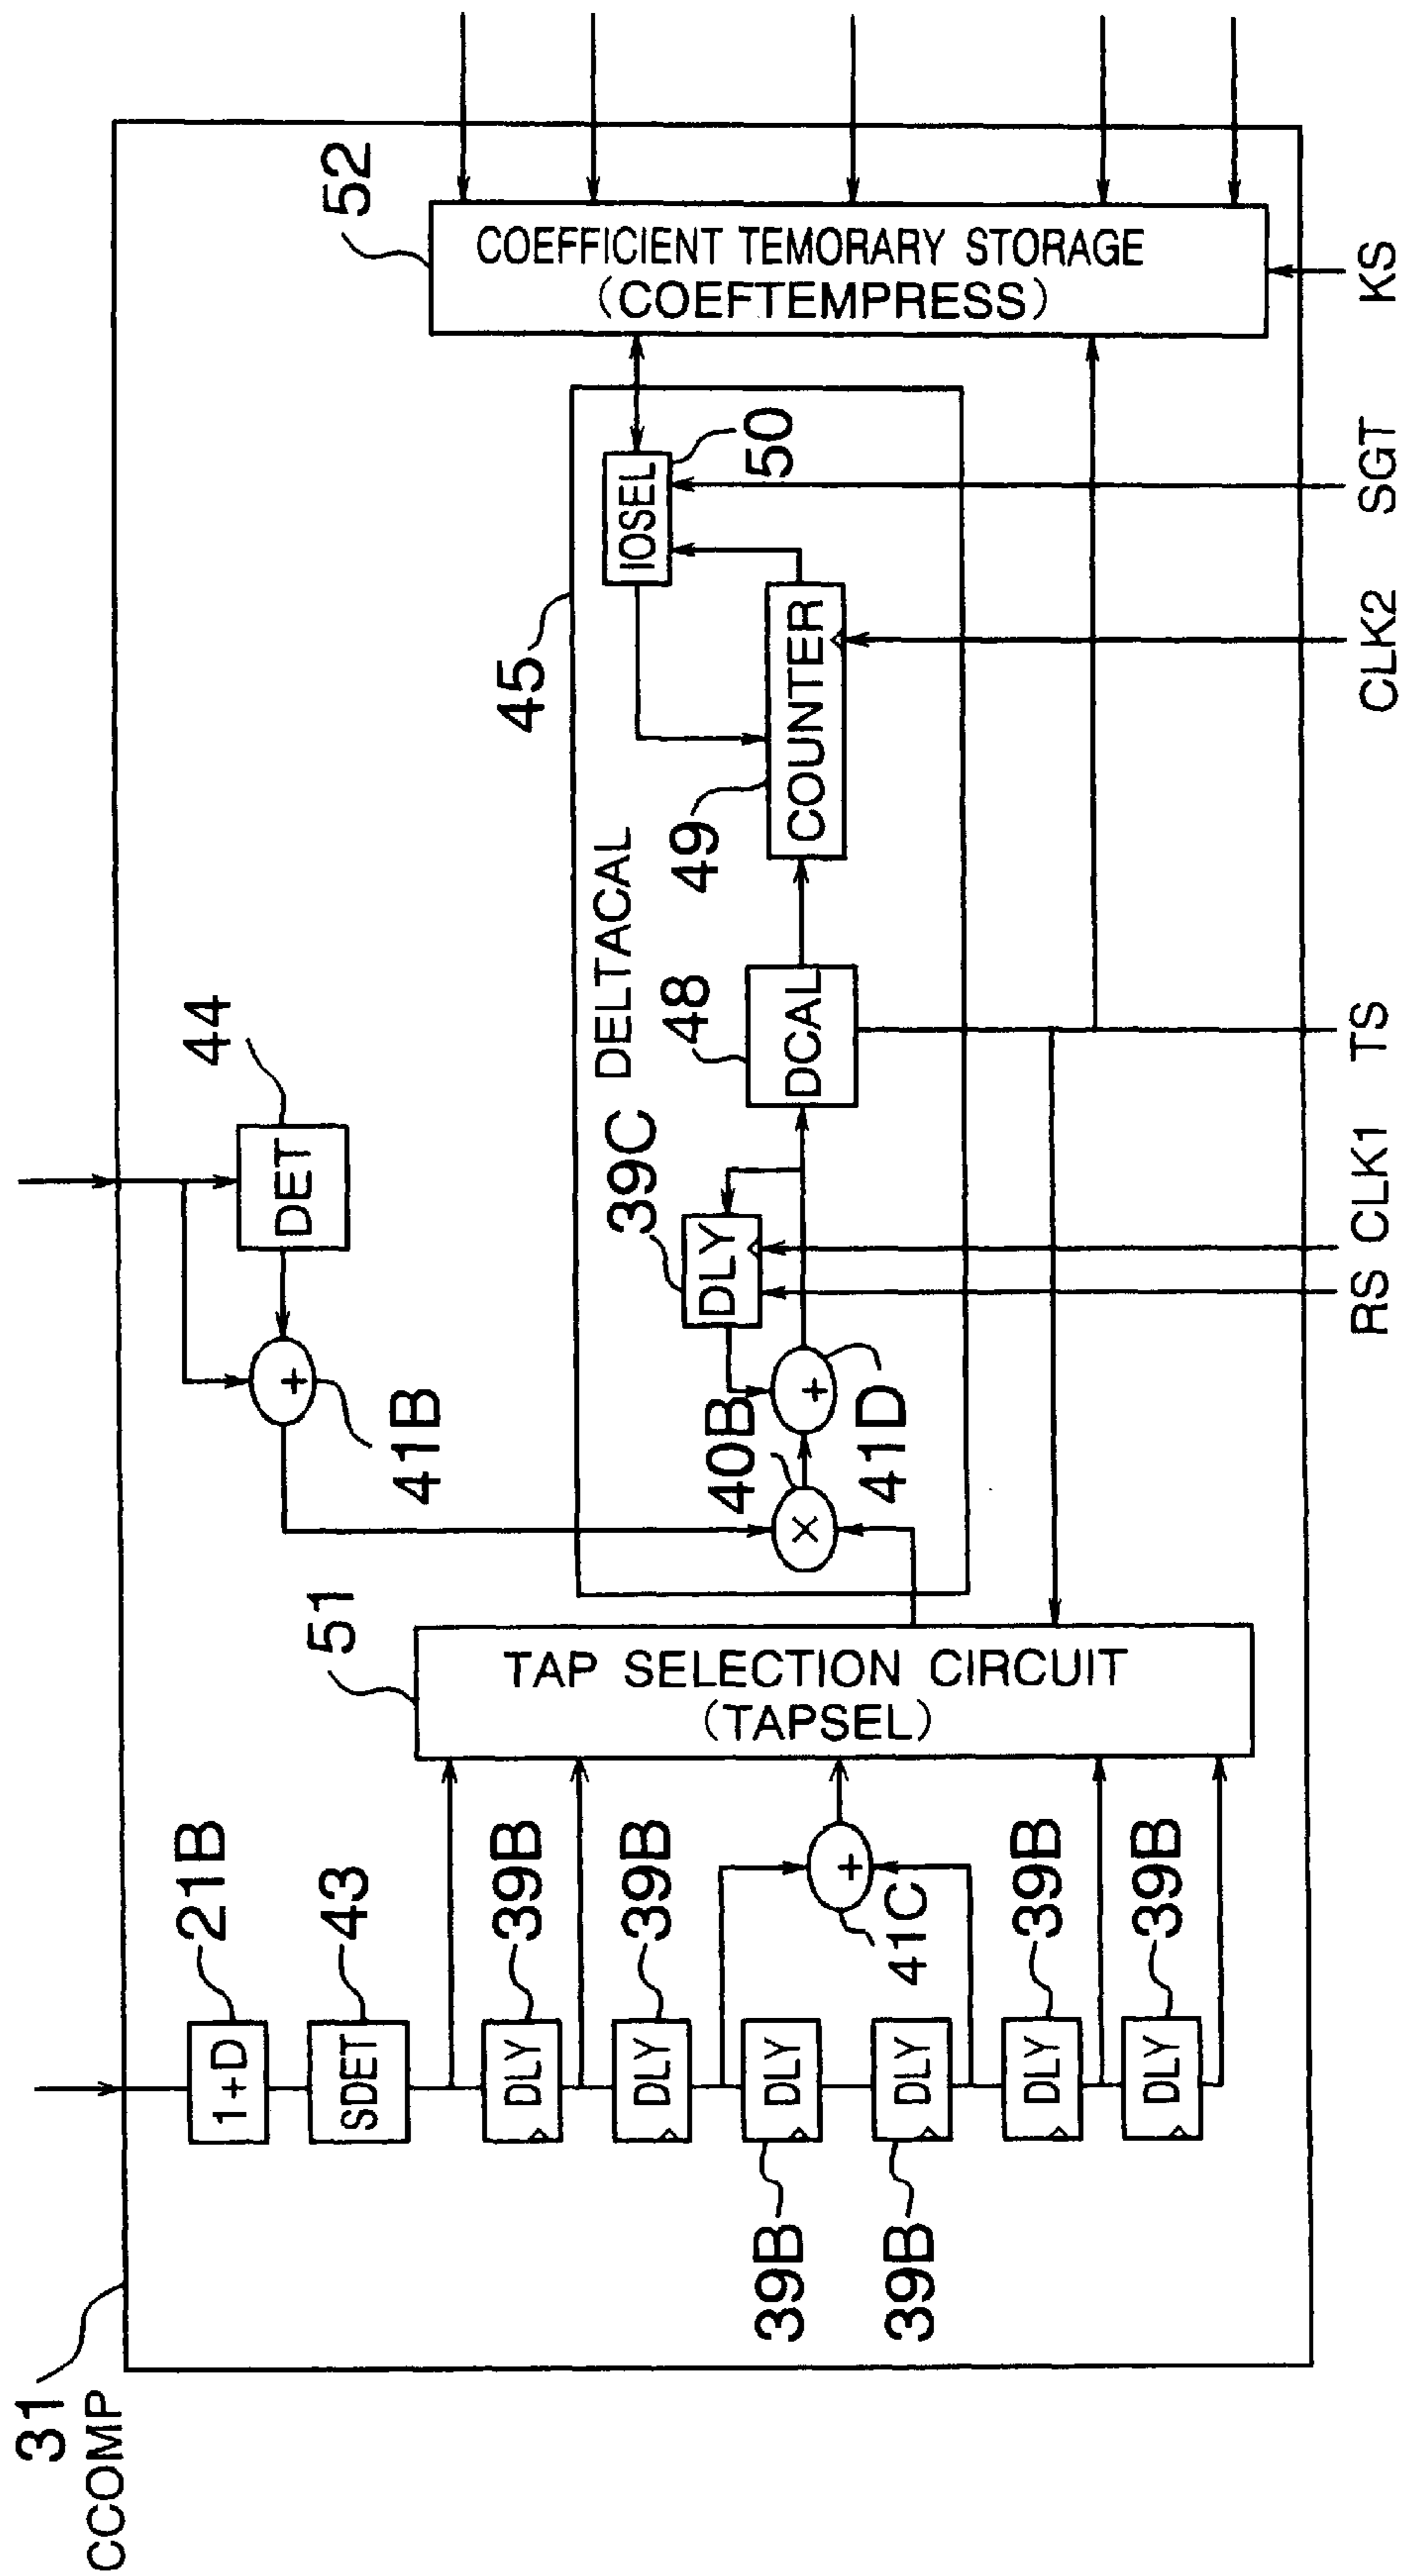 31
CCOMP
21B
1+D
43
SDET
DLY
39B
DLY
39B
DLY
39B
DLY
39B
DLY
39B
DLY
39B
+
41C
51
TAP SELECTION CIRCUIT
(TAPSEL)
44
DET
+
41B
45
DELTACAL
×
40B
+
41D
39C
DLY
48
DCAL
49
COUNTER
IOSEL
50
52
COEFFICIENT TEMORARY STORAGE
(COEFTEMPRESS)
RS
CLK1
TS
CLK2
SGT
KS